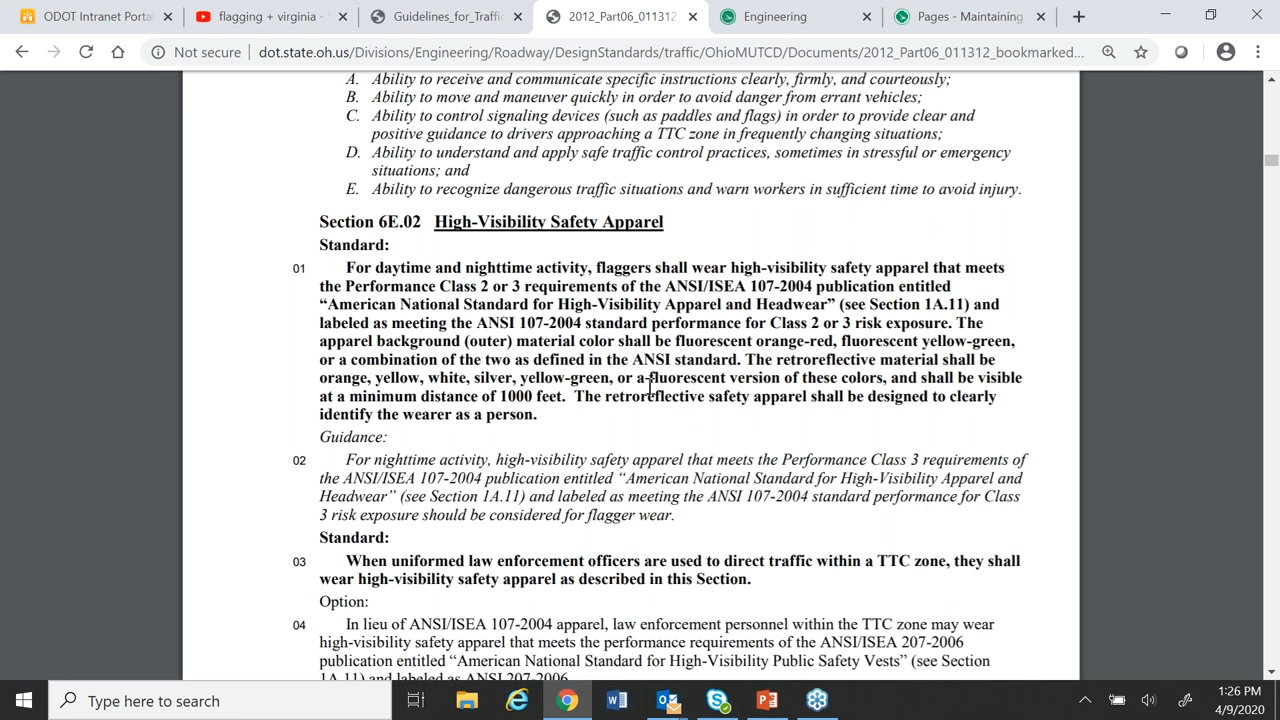 ODOT Intranet Porta
flagging + virginia -
Guidelines_for_Traffi
2012_Part06_011312
Engineering
Pages - Maintaining
Not secure
dot.state.oh.us/Divisions/Engineering/Roadway/DesignStandards/traffic/OhioMUTCD/Documents/2012_Part06_011312_bookmarked...
A. Ability to receive and communicate specific instructions clearly, firmly, and courteously;
B. Ability to move and maneuver quickly in order to avoid danger from errant vehicles;
C. Ability to control signaling devices (such as paddles and flags) in order to provide clear and
positive guidance to drivers approaching a TTC zone in frequently changing situations;
D. Ability to understand and apply safe traffic control practices, sometimes in stressful or emergency
situations; and
E. Ability to recognize dangerous traffic situations and warn workers in sufficient time to avoid injury.
Section 6E.02 High-Visibility Safety Apparel
Standard:
01 For daytime and nighttime activity, flaggers shall wear high-visibility safety apparel that meets
the Performance Class 2 or 3 requirements of the ANSI/ISEA 107-2004 publication entitled
“American National Standard for High-Visibility Apparel and Headwear” (see Section 1A.11) and
labeled as meeting the ANSI 107-2004 standard performance for Class 2 or 3 risk exposure. The
apparel background (outer) material color shall be fluorescent orange-red, fluorescent yellow-green,
or a combination of the two as defined in the ANSI standard. The retroreflective material shall be
orange, yellow, white, silver, yellow-green, or a fluorescent version of these colors, and shall be visible
at a minimum distance of 1000 feet. The retroreflective safety apparel shall be designed to clearly
identify the wearer as a person.
Guidance:
02 For nighttime activity, high-visibility safety apparel that meets the Performance Class 3 requirements of
the ANSI/ISEA 107-2004 publication entitled “American National Standard for High-Visibility Apparel and
Headwear” (see Section 1A.11) and labeled as meeting the ANSI 107-2004 standard performance for Class
3 risk exposure should be considered for flagger wear.
Standard:
03 When uniformed law enforcement officers are used to direct traffic within a TTC zone, they shall
wear high-visibility safety apparel as described in this Section.
Option:
04 In lieu of ANSI/ISEA 107-2004 apparel, law enforcement personnel within the TTC zone may wear
high-visibility safety apparel that meets the performance requirements of the ANSI/ISEA 207-2006
publication entitled “American National Standard for High-Visibility Public Safety Vests” (see Section
1A.11) and labeled as ANSI 207-2006.
Type here to search
1:26 PM
4/9/2020